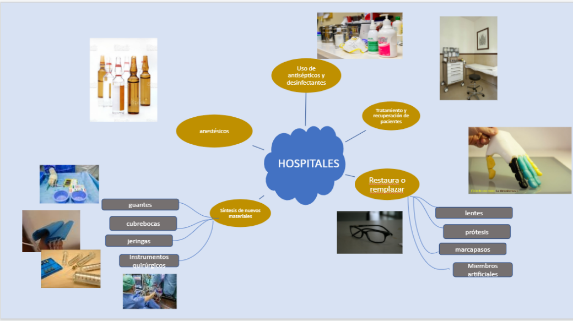 Uso de
antisépticos y
desinfectantes
Tratamiento y
recuperación de
pacientes
anestésicos
HOSPITALES
Restaura o
remplazar
Síntesis de nuevos
materiales
guantes
cubrebocas
jeringas
Instrumentos
quirúrgicos
lentes
prótesis
marcapasos
Miembros
artificiales